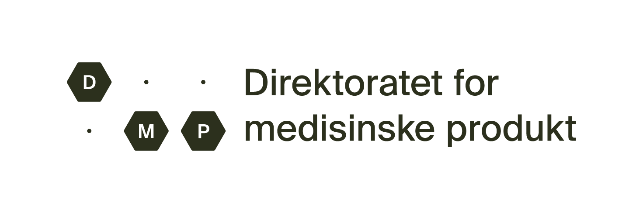 D
M P
Direktoratet for
medisinske produkt